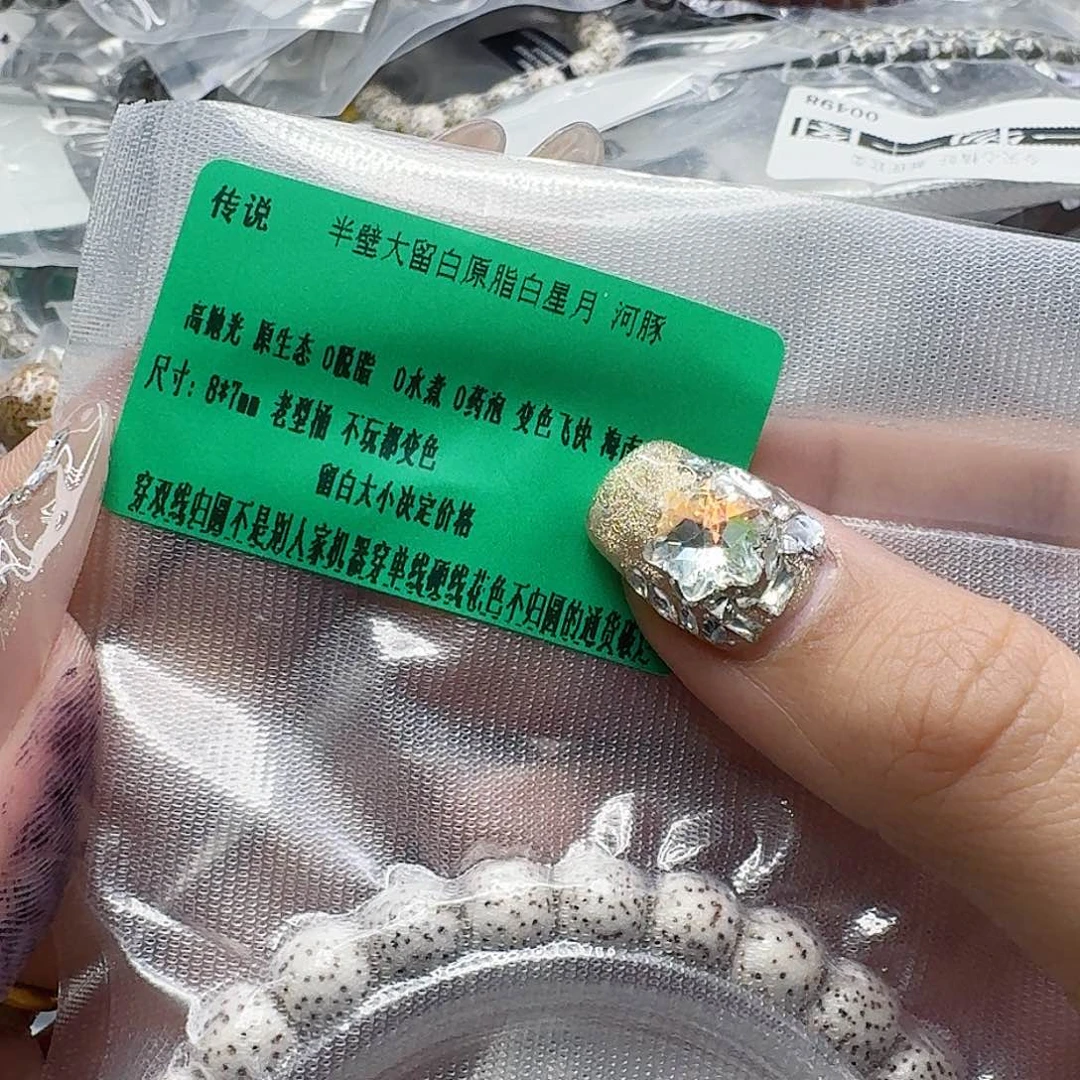 传说 半壁大留白原脂白星月 河豚
高抛光 原生态 0脱脂 0水煮 0药泡 变色飞快 海南
尺寸: 8*7mm 老型桶 不玩都变色
留白大小决定价格
穿双线归圆不是别人家机器穿单线硬线花色不归圆的通货
00498